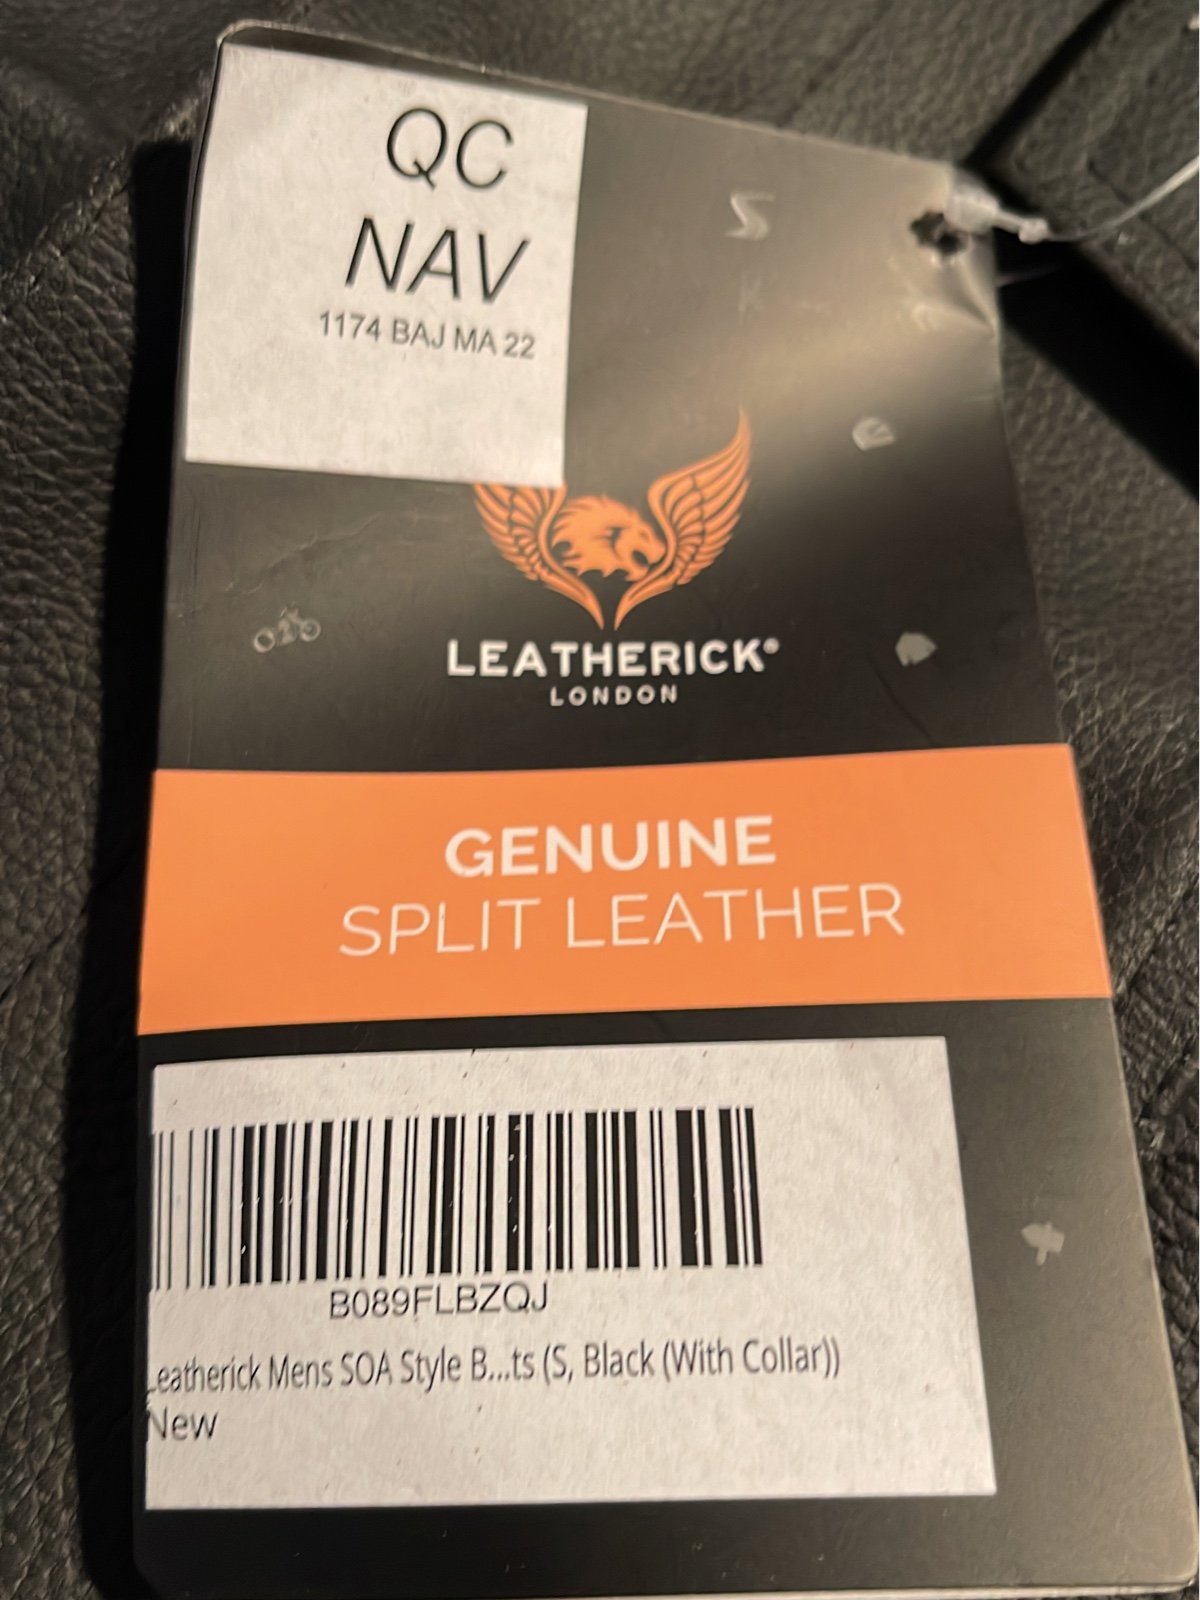 QC
NAV
1174 BAJ MA 22
LEATHERICK®
LONDON
GENUINE
SPLIT LEATHER
B089FLBZQJ
Leatherick Mens SOA Style B...ts (S, Black (With Collar))
New